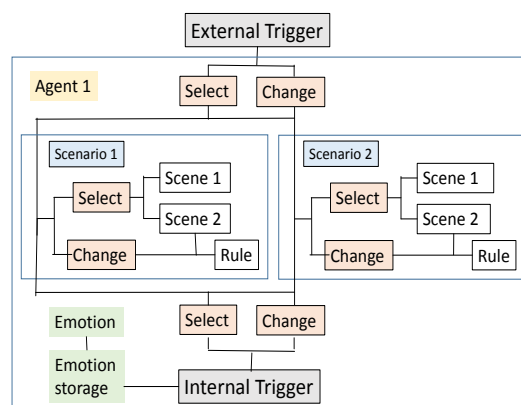 External Trigger
Agent 1
Select
Change
Scenario 1
Scene 1
Select
Scene 2
Change
Rule
Scenario 2
Scene 1
Select
Scene 2
Change
Rule
Select
Change
Emotion
Emotion
storage
Internal Trigger